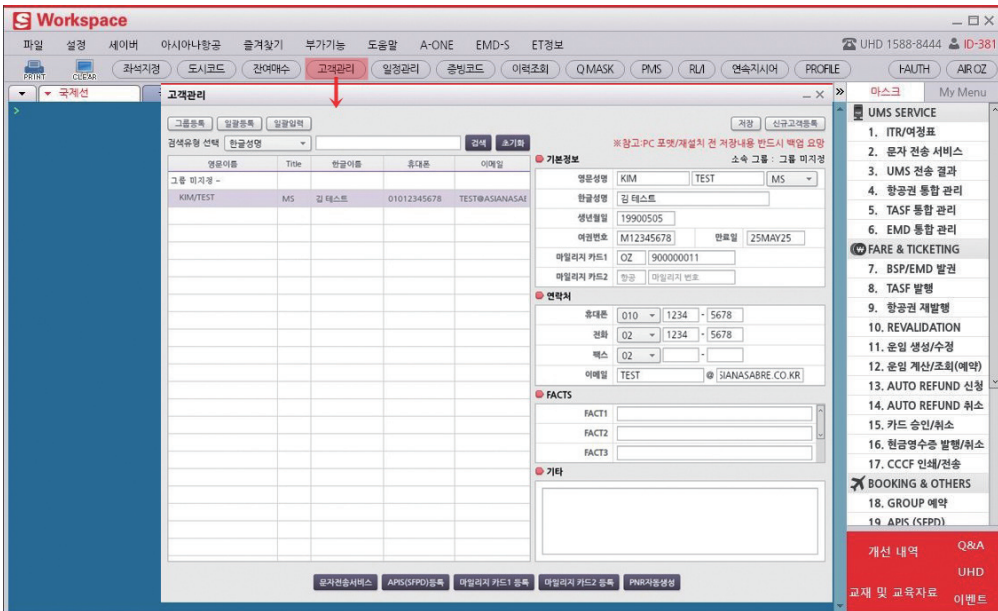 S Workspace
파일 설정 세이버 아시아나항공 즐겨찾기 부가기능 도움말 A-ONE EMD-S ET정보 UHD 1588-8444 ID-381
PRINT CLEAR 좌석지정 도시코드 잔여매수 고객관리 일정관리 증빙코드 이력조회 Q MASK PMS RL/I 연속지시어 PROFILE I-AUTH AIR OZ
국제선
>
고객관리
그룹등록 일괄등록 일괄입력 저장 신규고객등록
검색유형 선택 한글성명 검색 초기화 ※참고:PC 포맷/재설치 전 저장내용 반드시 백업 요망
영문이름 Title 한글이름 휴대폰 이메일
그룹 미지정 -
KIM/TEST MS 김 테스트 01012345678 TEST@ASIANASAE
기본정보 소속 그룹 : 그룹 미지정
영문성명 KIM TEST MS
한글성명 김 테스트
생년월일 19900505
여권번호 M12345678 만료일 25MAY25
마일리지 카드1 OZ 900000011
마일리지 카드2 항공 마일리지 번호
연락처
휴대폰 010 - 1234 - 5678
전화 02 - 1234 - 5678
팩스 02 -
이메일 TEST @ SIANASABRE.CO.KR
FACTS
FACT1
FACT2
FACT3
기타
문자전송서비스 APIS(SFPD)등록 마일리지 카드1 등록 마일리지 카드2 등록 PNR자동생성
마스크 My Menu
UMS SERVICE
1. ITR/여정표
2. 문자 전송 서비스
3. UMS 전송 결과
4. 항공권 통합 관리
5. TASF 통합 관리
6. EMD 통합 관리
FARE & TICKETING
7. BSP/EMD 발권
8. TASF 발행
9. 항공권 재발행
10. REVALIDATION
11. 운임 생성/수정
12. 운임 계산/조회(예약)
13. AUTO REFUND 신청
14. AUTO REFUND 취소
15. 카드 승인/취소
16. 현금영수증 발행/취소
17. CCCF 인쇄/전송
BOOKING & OTHERS
18. GROUP 예약
19. APIS (SFPD)
개선 내역 Q&A
UHD
교재 및 교육자료 이벤트